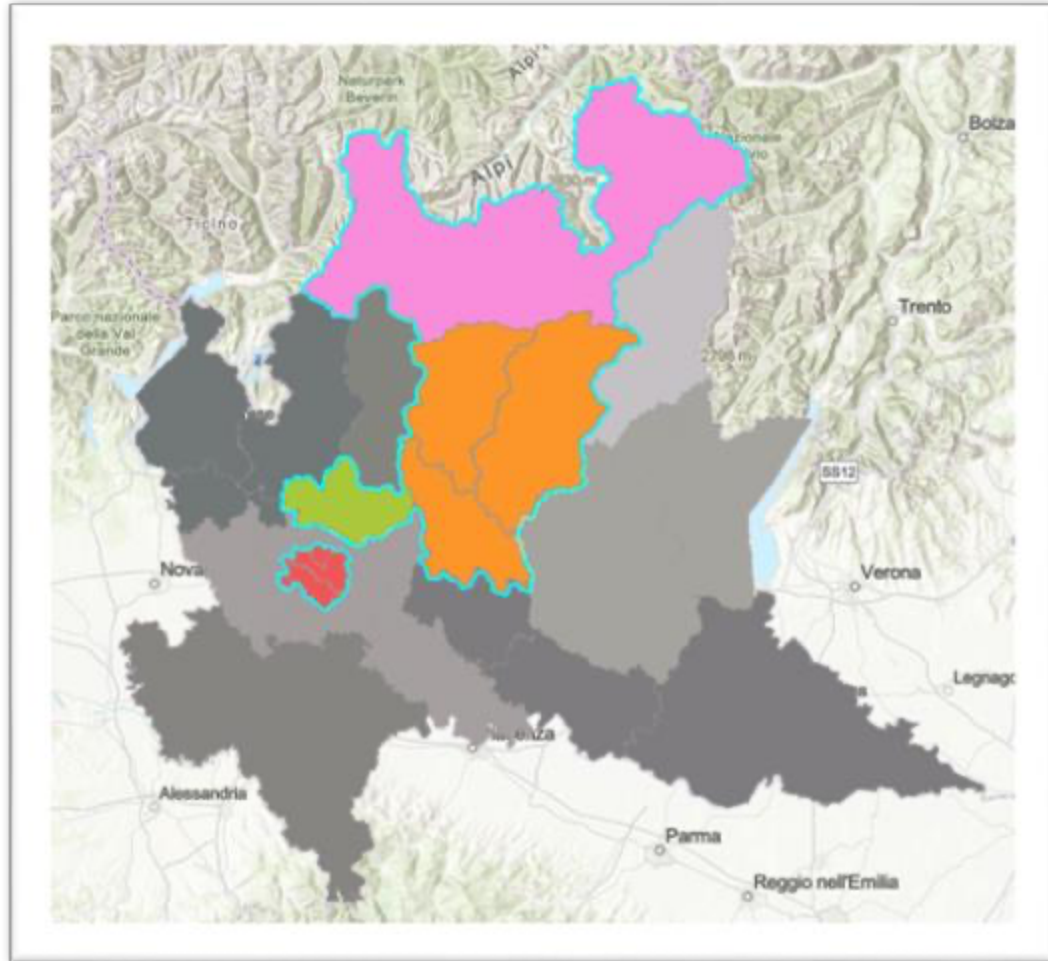 Naturpark
Beverin
Alpi
Bolza
Ticino
Parco nazionale
della Val
Grande
Trento
2798 m
SS12
Nova
Verona
Legnago
Alessandria
Parma
Reggio nell'Emilia